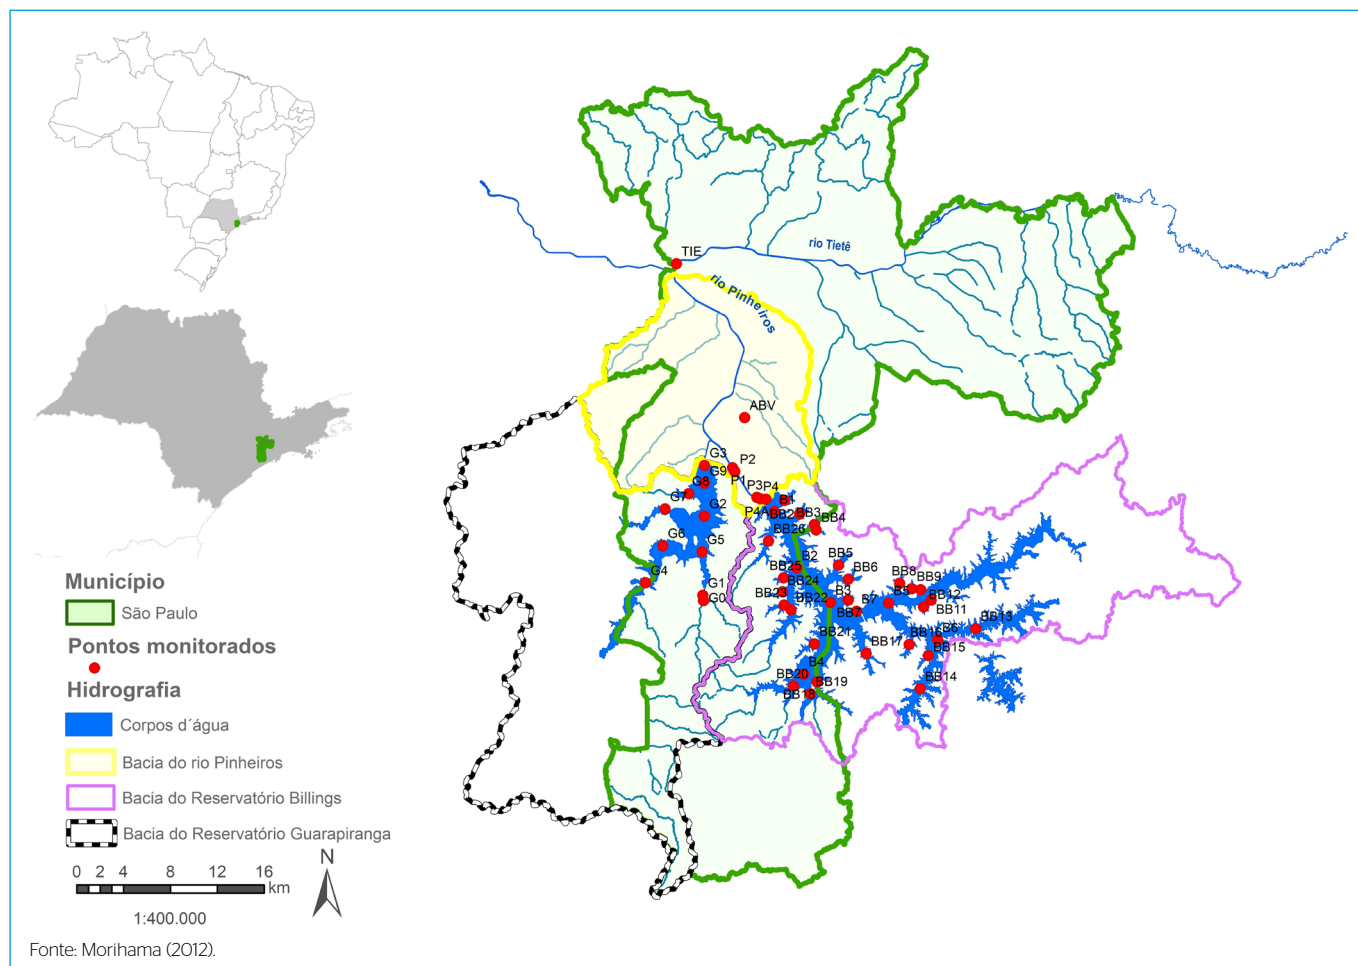 TIE
rio Tietê
rio Pinheiros
ABV
G3
P2
G9
G8
P1
P3
P4
G7
B1
G2
P4A
BB2
BB3
BB4
BB26
G6
G5
B2
BB5
BB25
BB6
G4
BB24
BB8
BB9
G1
BB23
B3
B5
BB12
G0
BB22
BB7
B7
BB11
BB13
BB21
BB16
B6
BB17
BB15
B4
BB20
BB19
BB14
BB18
Município
São Paulo
Pontos monitorados
Hidrografia
Corpos d´água
Bacia do rio Pinheiros
Bacia do Reservatório Billings
Bacia do Reservatório Guarapiranga
N
0 2 4 8 12 16
km
1:400.000
Fonte: Morihama (2012).